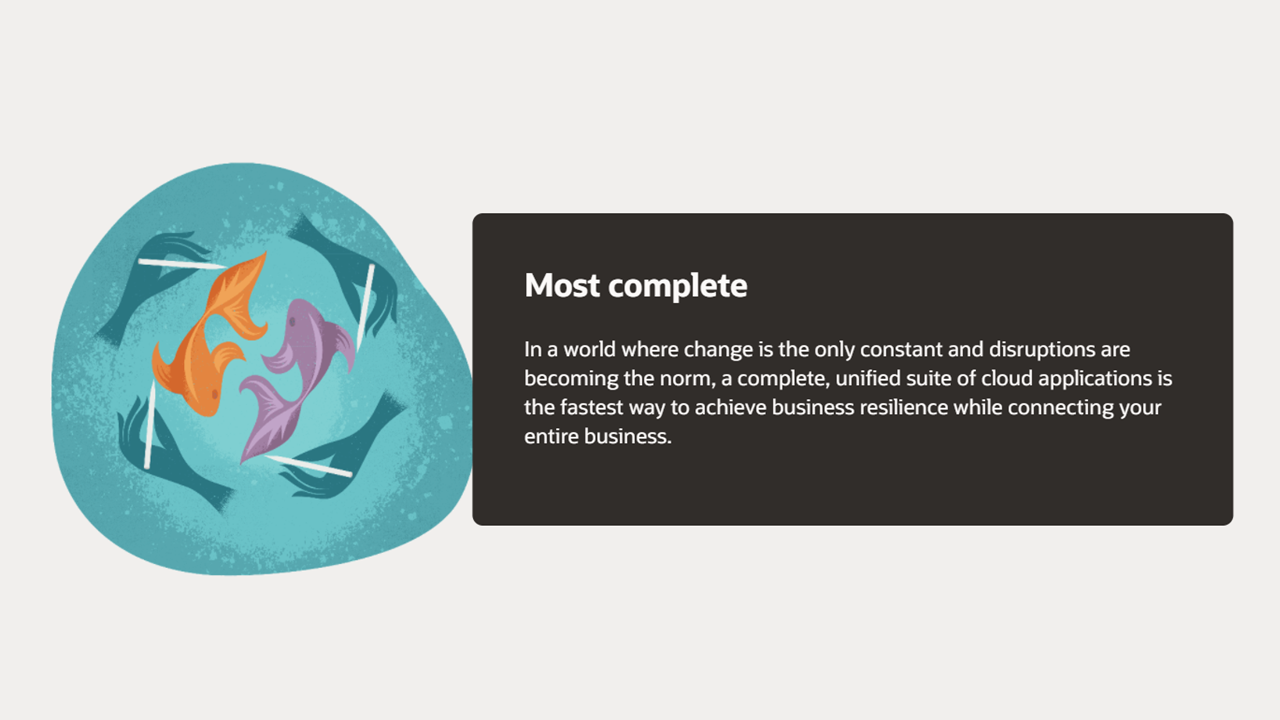 Most complete
In a world where change is the only constant and disruptions are
becoming the norm, a complete, unified suite of cloud applications is
the fastest way to achieve business resilience while connecting your
entire business.